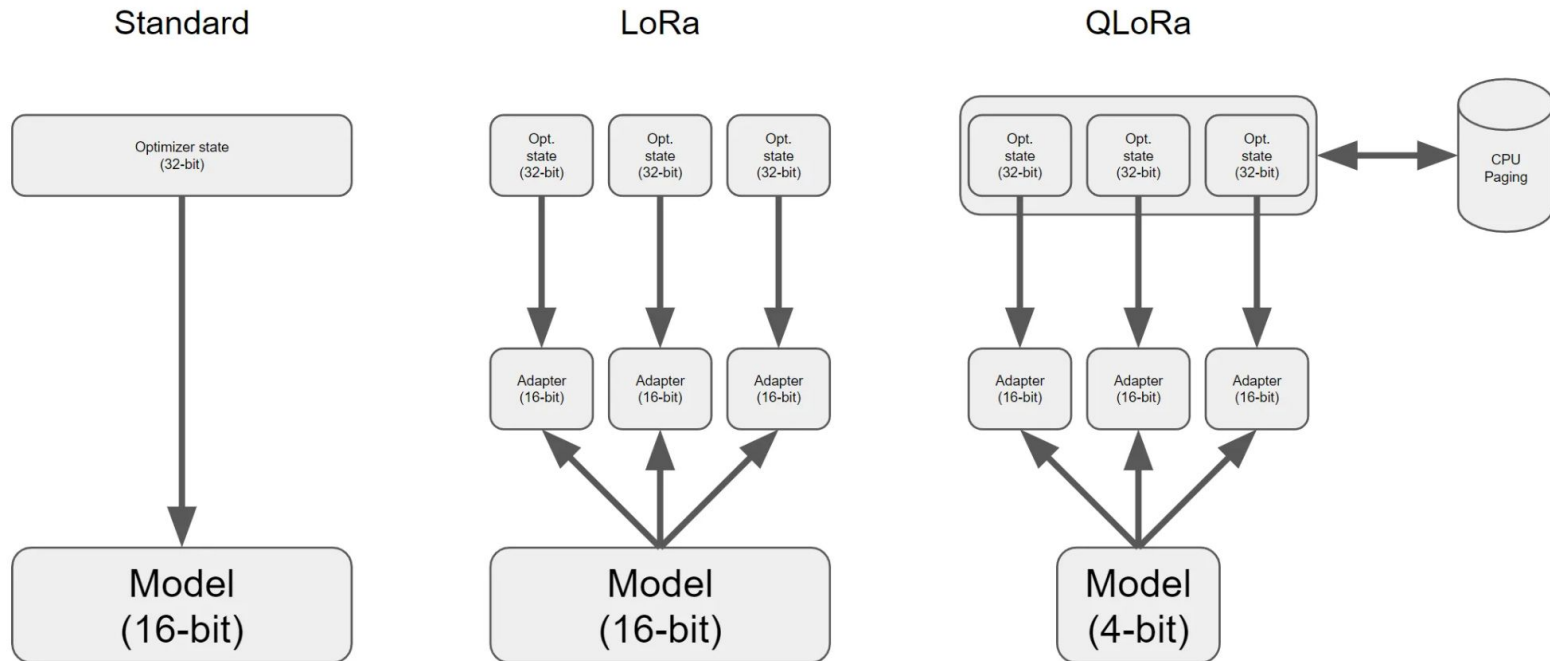 Standard
LoRa
QLoRa
Optimizer state
(32-bit)
Opt.
state
(32-bit)
Opt.
state
(32-bit)
Opt.
state
(32-bit)
Opt.
state
(32-bit)
Opt.
state
(32-bit)
Opt.
state
(32-bit)
CPU
Paging
Adapter
(16-bit)
Adapter
(16-bit)
Adapter
(16-bit)
Adapter
(16-bit)
Adapter
(16-bit)
Adapter
(16-bit)
Model
(16-bit)
Model
(16-bit)
Model
(4-bit)